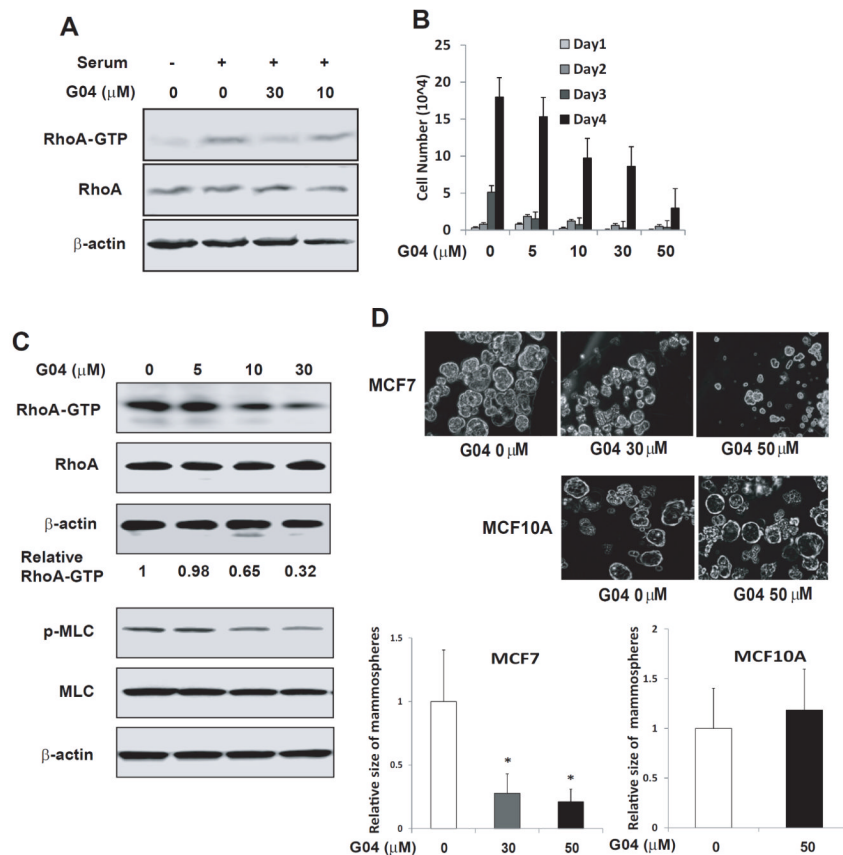 A
Serum - + + +
G04 (μM) 0 0 30 10
RhoA-GTP
RhoA
β-actin
B
Cell Number (10^4)
25
20
15
10
5
0
Day1
Day2
Day3
Day4
G04 (μM) 0 5 10 30 50
C
G04 (μM) 0 5 10 30
RhoA-GTP
RhoA
β-actin
Relative
RhoA-GTP 1 0.98 0.65 0.32
p-MLC
MLC
β-actin
D
MCF7
G04 0 μM G04 30 μM G04 50 μM
MCF10A
G04 0 μM G04 50 μM
Relative size of mammospheres
1.5
1
0.5
0
MCF7
*
*
G04 (μM) 0 30 50
Relative size of mammospheres
2
1.5
1
0.5
0
MCF10A
G04 (μM) 0 50